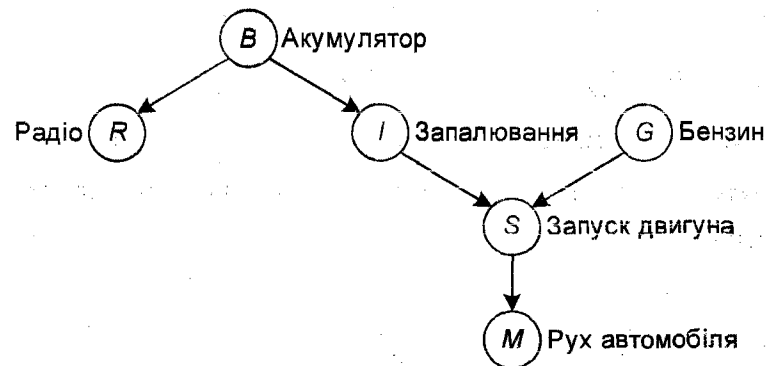 B Акумулятор
Радіо R
I Запалювання
G Бензин
S Запуск двигуна
M Рух автомобіля